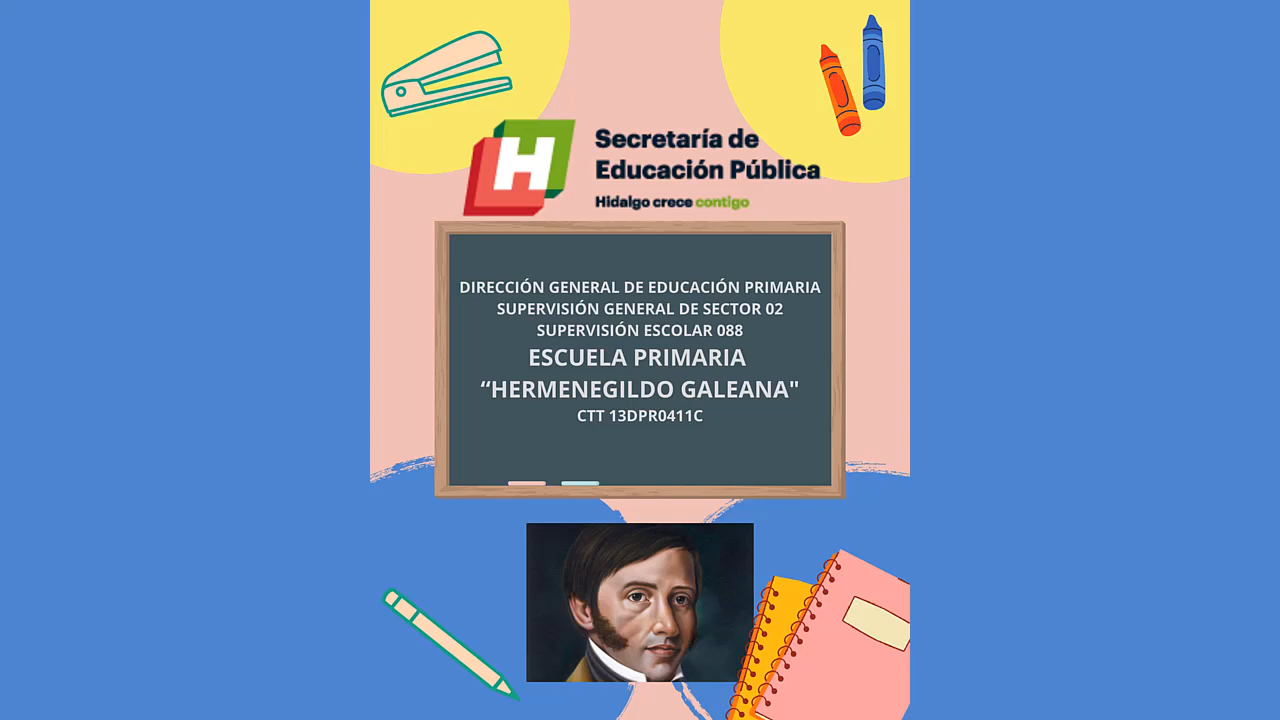 H
Secretaría de
Educación Pública
Hidalgo crece contigo
DIRECCIÓN GENERAL DE EDUCACIÓN PRIMARIA
SUPERVISIÓN GENERAL DE SECTOR 02
SUPERVISIÓN ESCOLAR 088
ESCUELA PRIMARIA
“HERMENEGILDO GALEANA"
CTT 13DPR0411C